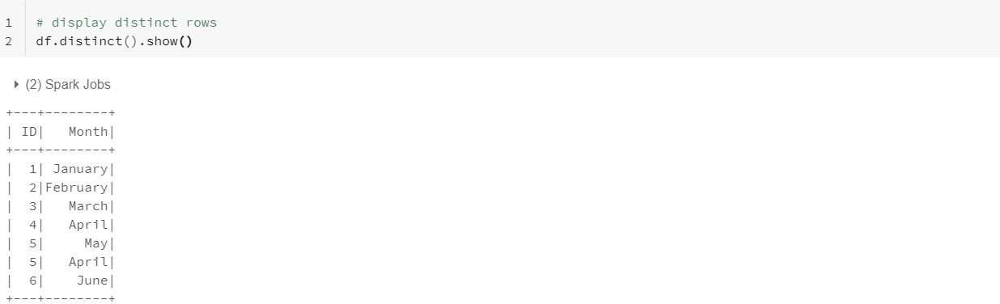 1 # display distinct rows
2 df.distinct().show()
(2) Spark Jobs
+---+--------+
| ID|   Month|
+---+--------+
|  1| January|
|  2|February|
|  3|   March|
|  4|   April|
|  5|     May|
|  5|   April|
|  6|    June|
+---+--------+